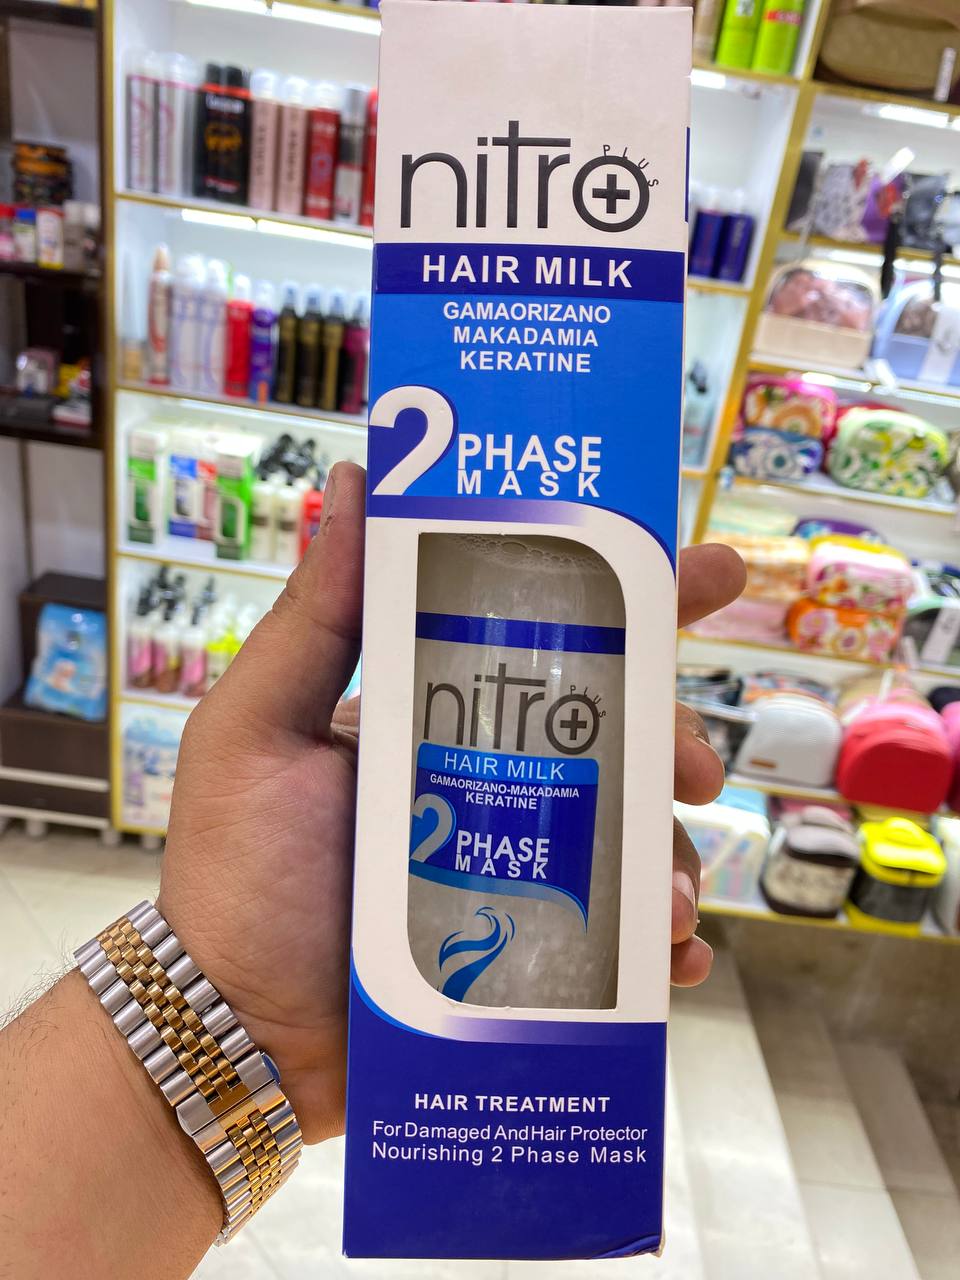 nitro
PLUS
HAIR MILK
GAMAORIZANO
MAKADAMIA
KERATINE
2 PHASE
MASK
nitro
PLUS
HAIR MILK
GAMAORIZANO-MAKADAMIA
KERATINE
2 PHASE
MASK
HAIR TREATMENT
For Damaged And Hair Protector
Nourishing 2 Phase Mask